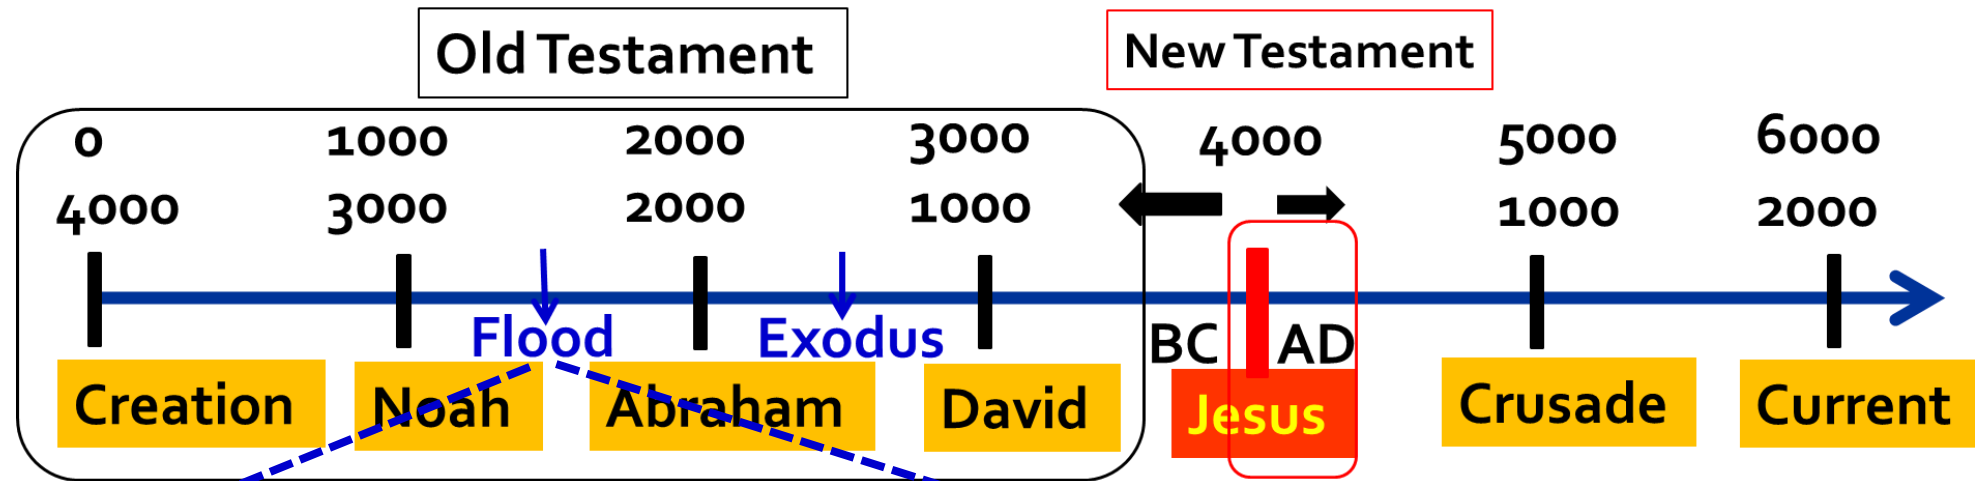 Old Testament
New Testament
0 1000 2000 3000 4000 5000 6000
4000 3000 2000 1000 1000 2000
Flood Exodus BC AD
Creation Noah Abraham David Jesus Crusade Current